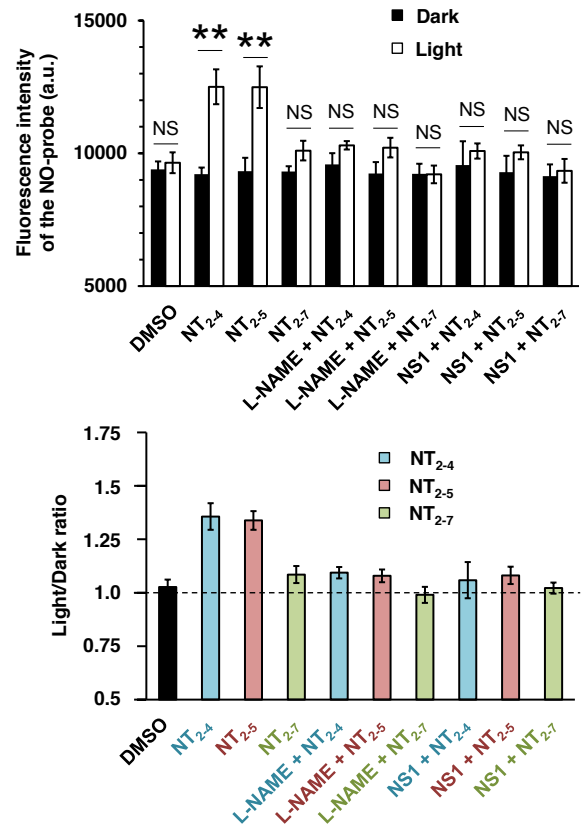 Dark
Light
Fluorescence intensity
of the NO-probe (a.u.)
15000
13000
10000
8000
5000
NS
**
**
NS
NS
NS
NS
NS
NS
NS
DMSO
NT2-4
NT2-5
NT2-7
L-NAME + NT2-4
L-NAME + NT2-5
L-NAME + NT2-7
NS1 + NT2-4
NS1 + NT2-5
NS1 + NT2-7
Light/Dark ratio
1.75
1.5
1.25
1.0
0.75
0.5
NT2-4
NT2-5
NT2-7
DMSO
NT2-4
NT2-5
NT2-7
L-NAME + NT2-4
L-NAME + NT2-5
L-NAME + NT2-7
NS1 + NT2-4
NS1 + NT2-5
NS1 + NT2-7